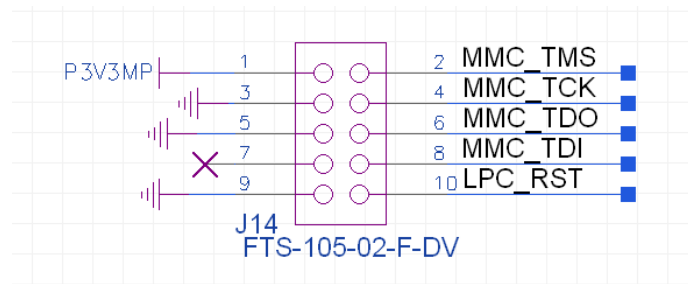 P3V3MP 1 2 MMC_TMS
3 4 MMC_TCK
5 6 MMC_TDO
7 8 MMC_TDI
9 10 LPC_RST
J14
FTS-105-02-F-DV